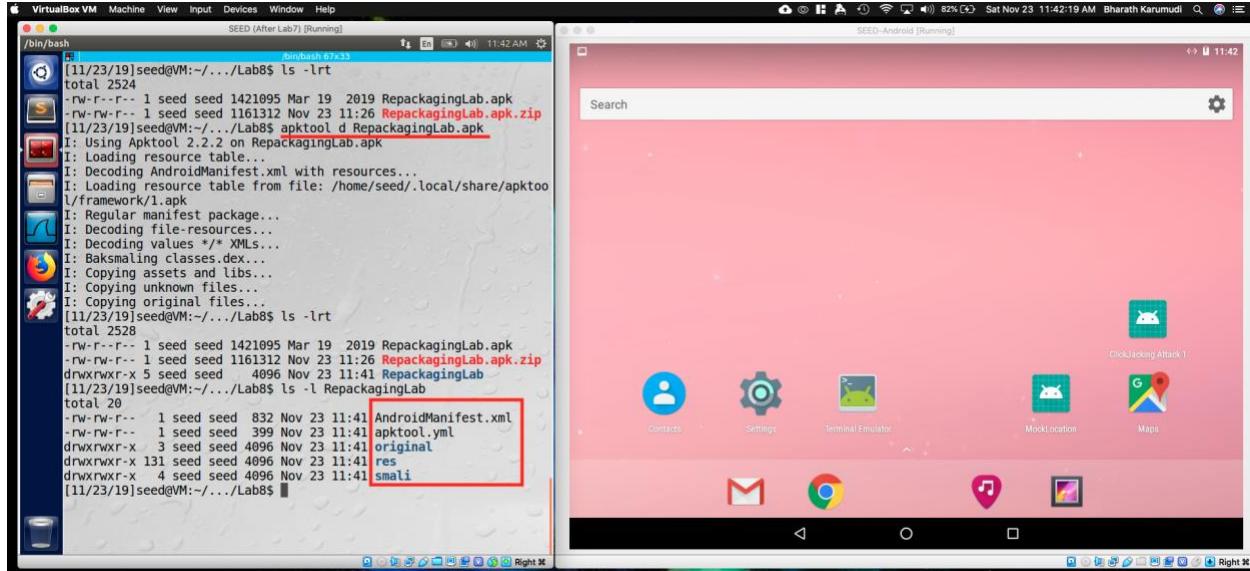 VirtualBox VM Machine View Input Devices Window Help
82% Sat Nov 23 11:42:19 AM Bharath Karumudi
SEED (After Lab7) [Running]
/bin/bash
En
11:42 AM
/bin/bash 67x33
[11/23/19]seed@VM:~/.../Lab8$ ls -lrt
total 2524
-rw-r--r-- 1 seed seed 1421095 Mar 19 2019 RepackagingLab.apk
-rw-rw-r-- 1 seed seed 1161312 Nov 23 11:26 RepackagingLab.apk.zip
[11/23/19]seed@VM:~/.../Lab8$ apktool d RepackagingLab.apk
I: Using Apktool 2.2.2 on RepackagingLab.apk
I: Loading resource table...
I: Decoding AndroidManifest.xml with resources...
I: Loading resource table from file: /home/seed/.local/share/apktoo
l/framework/1.apk
I: Regular manifest package...
I: Decoding file-resources...
I: Decoding values */* XMLs...
I: Baksmaling classes.dex...
I: Copying assets and libs...
I: Copying unknown files...
I: Copying original files...
[11/23/19]seed@VM:~/.../Lab8$ ls -lrt
total 2528
-rw-r--r-- 1 seed seed 1421095 Mar 19 2019 RepackagingLab.apk
-rw-rw-r-- 1 seed seed 1161312 Nov 23 11:26 RepackagingLab.apk.zip
drwxrwxr-x 5 seed seed 4096 Nov 23 11:41 RepackagingLab
[11/23/19]seed@VM:~/.../Lab8$ ls -l RepackagingLab
total 20
-rw-rw-r-- 1 seed seed 832 Nov 23 11:41 AndroidManifest.xml
-rw-rw-r-- 1 seed seed 399 Nov 23 11:41 apktool.yml
drwxrwxr-x 3 seed seed 4096 Nov 23 11:41 original
drwxrwxr-x 131 seed seed 4096 Nov 23 11:41 res
drwxrwxr-x 4 seed seed 4096 Nov 23 11:41 smali
[11/23/19]seed@VM:~/.../Lab8$
Right ⌘
SEED-Android [Running]
11:42
Search
ClickJacking Attack 1
Contacts
Settings
Terminal Emulator
MockLocation
Maps
Right ⌘